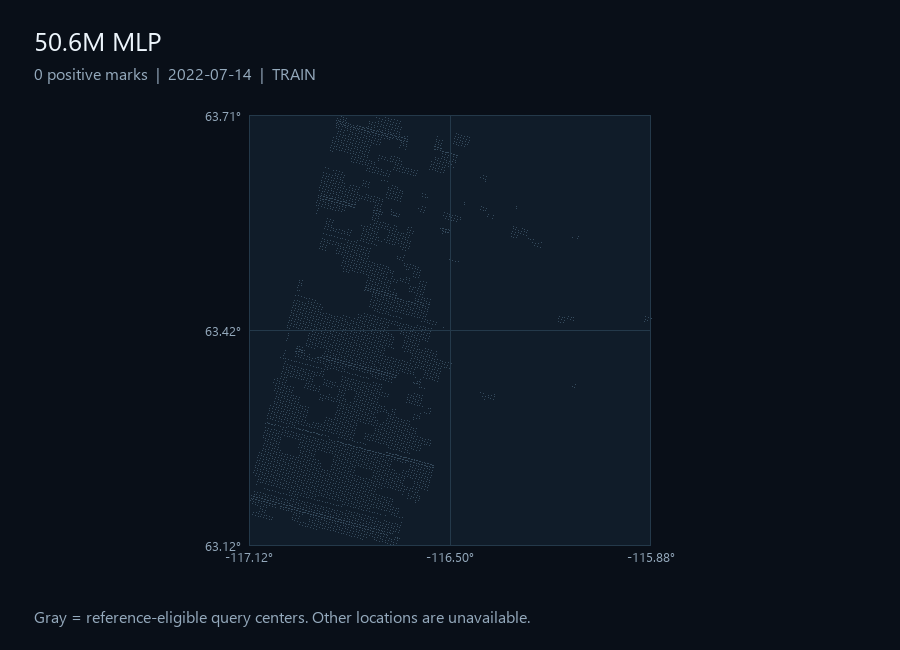 50.6M MLP
0 positive marks | 2022-07-14 | TRAIN
63.71°
63.42°
63.12°
-117.12°
-116.50°
-115.88°
Gray = reference-eligible query centers. Other locations are unavailable.